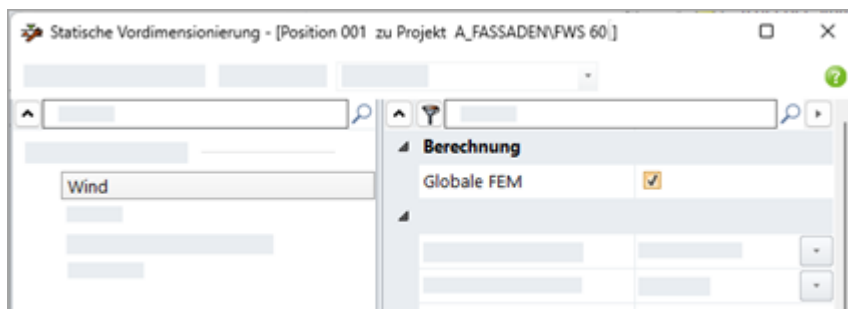 Statische Vordimensionierung - [Position 001 zu Projekt A_FASSADEN\FWS 60 ]
?
Wind
Berechnung
Globale FEM